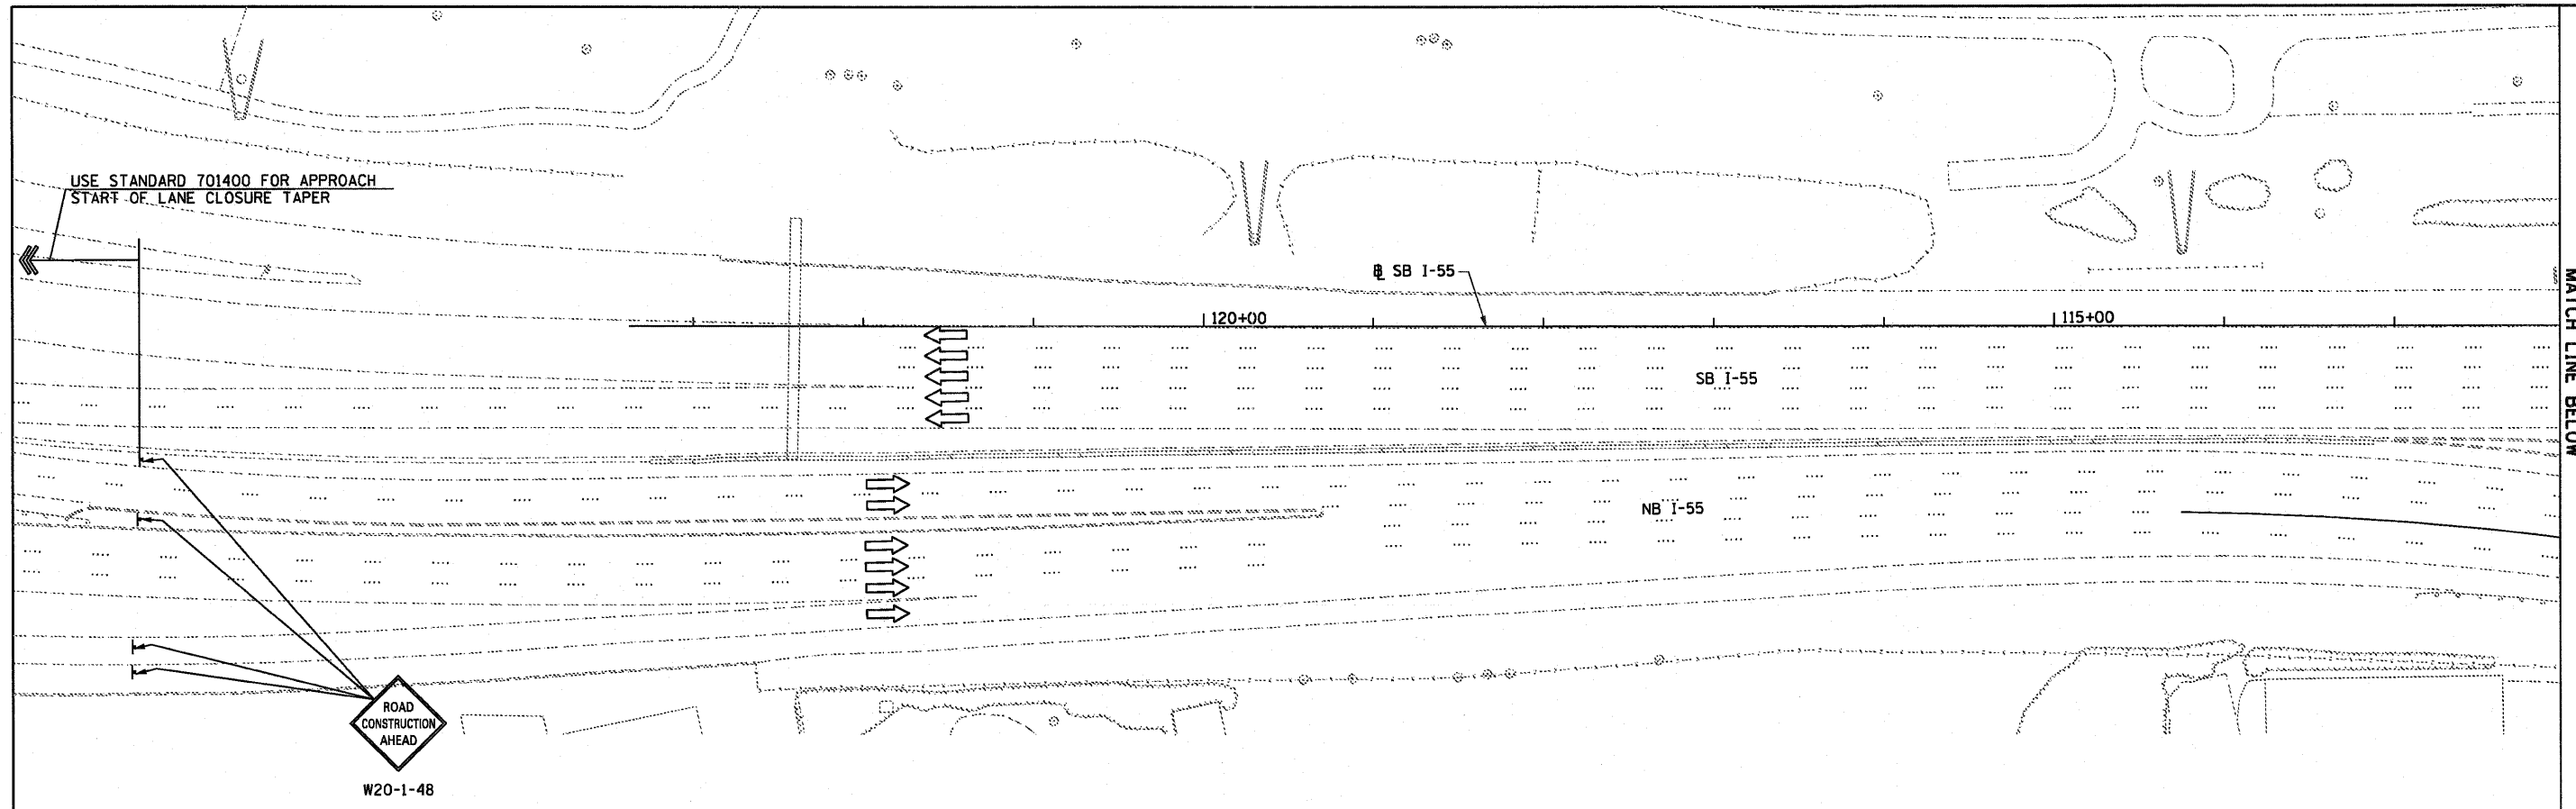 USE STANDARD 701400 FOR APPROACH
START OF LANE CLOSURE TAPER
℄ SB I-55
120+00
115+00
SB I-55
NB I-55
MATCH LINE BELOW
ROAD
CONSTRUCTION
AHEAD
W20-1-48